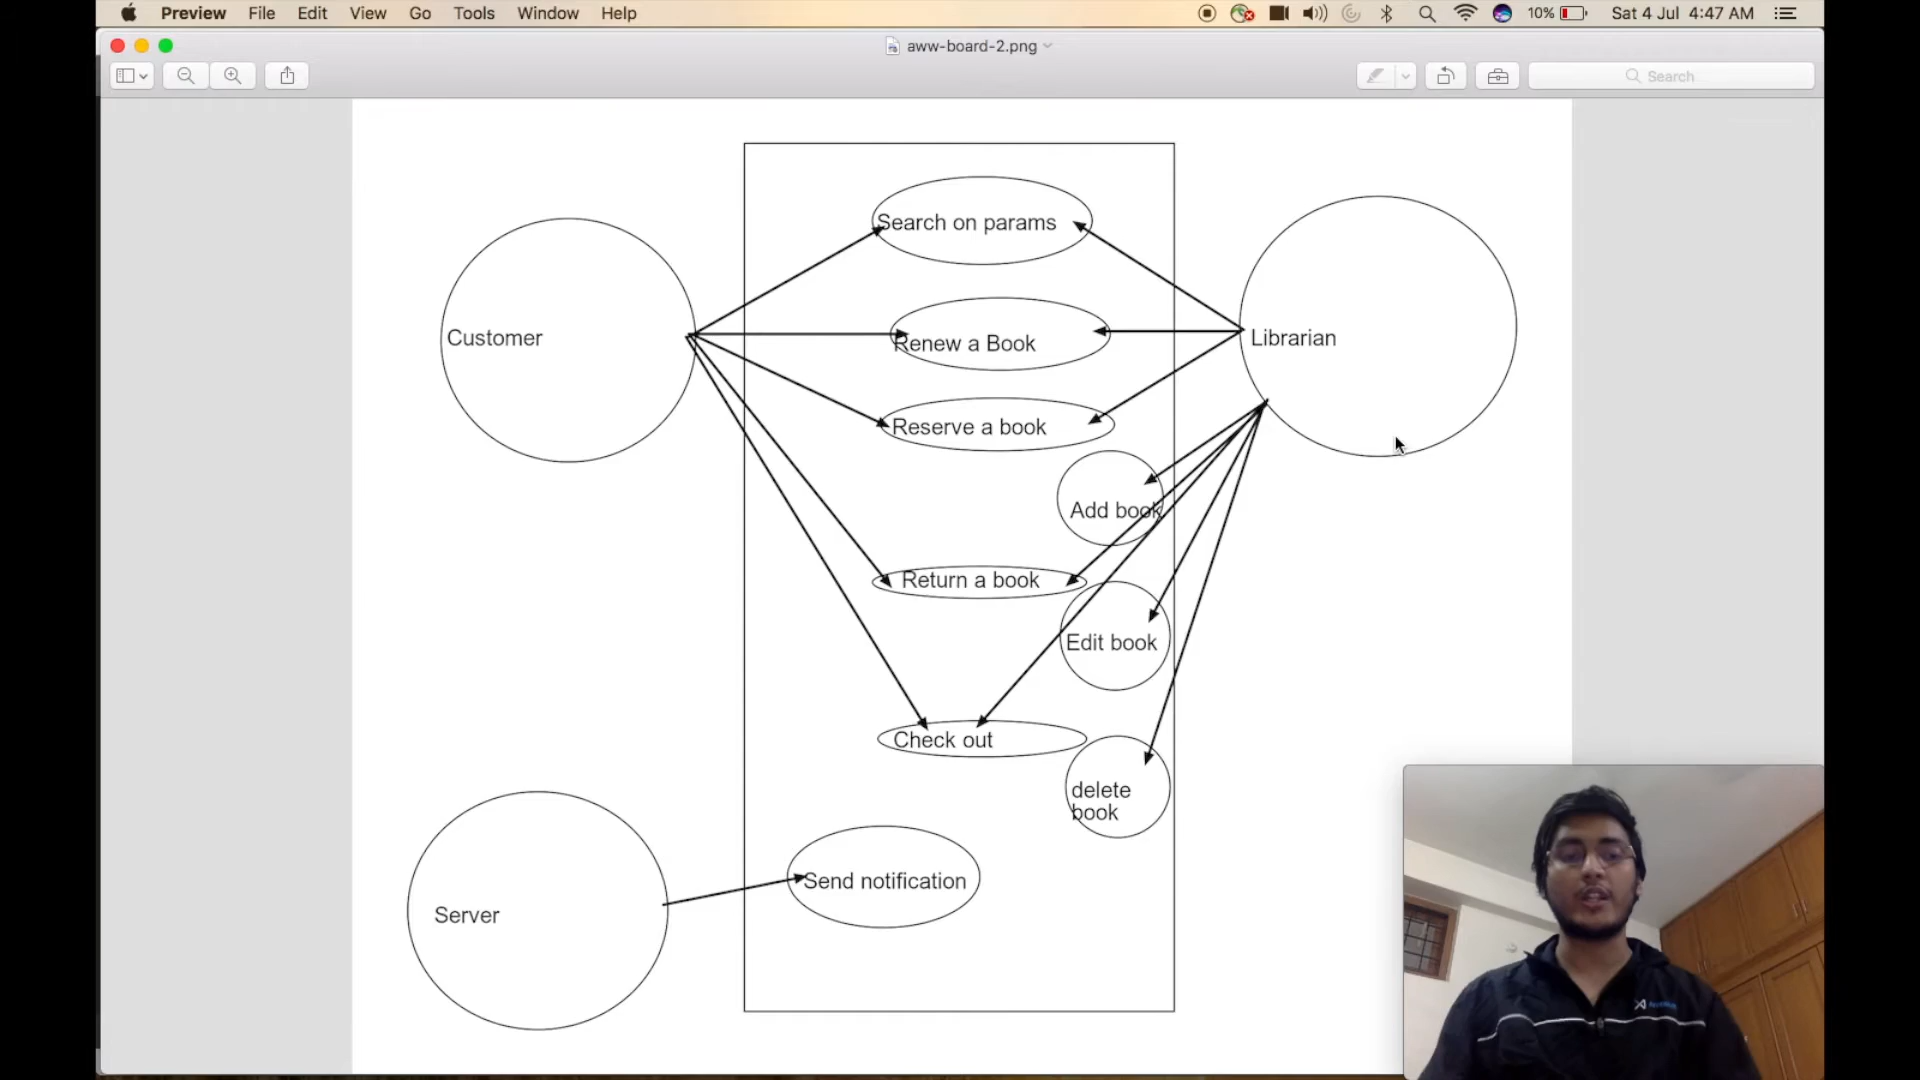 Preview File Edit View Go Tools Window Help
10% Sat 4 Jul 4:47 AM
aww-board-2.png
Search
Search on params
Customer
Renew a Book
Librarian
Reserve a book
Add book
Return a book
Edit book
Check out
delete
book
Send notification
Server